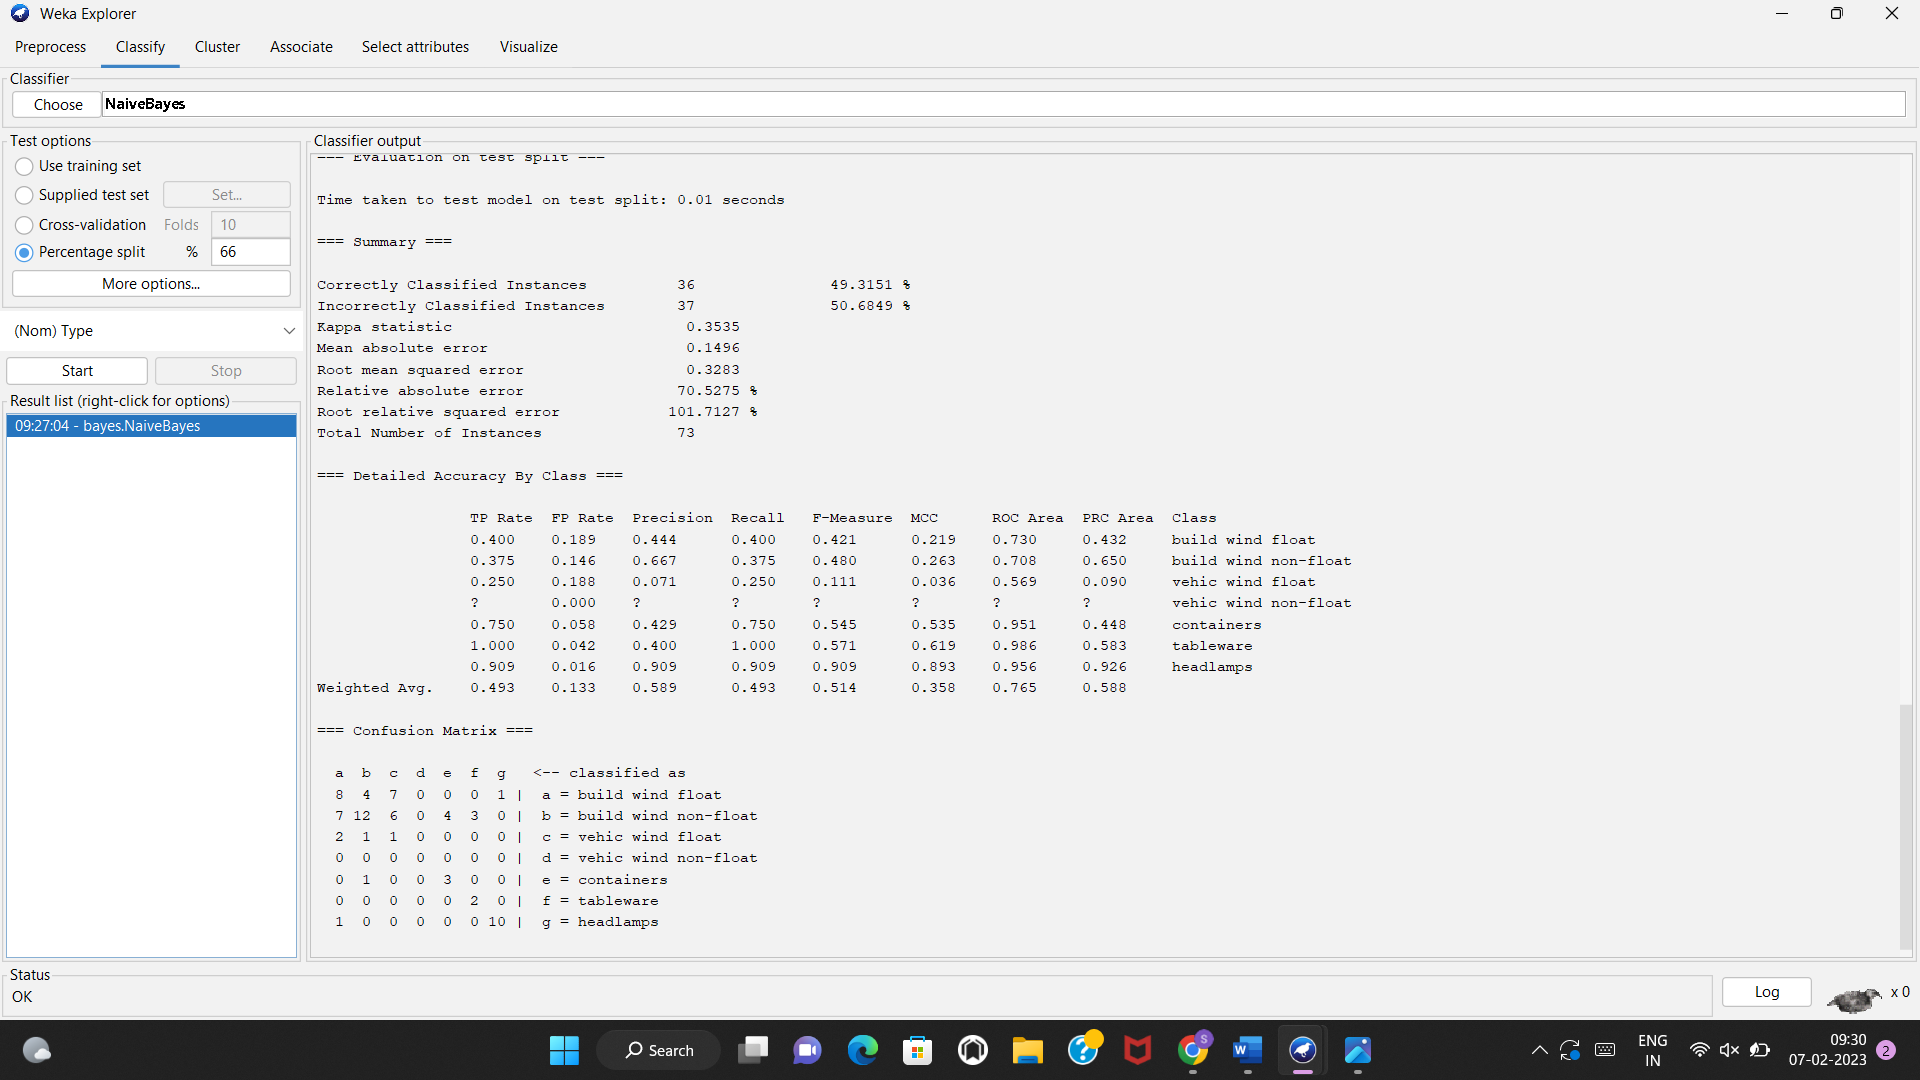 Weka Explorer
Preprocess Classify Cluster Associate Select attributes Visualize
Classifier
Choose NaiveBayes
Test options
Use training set
Supplied test set Set...
Cross-validation Folds 10
Percentage split % 66
More options...
(Nom) Type
Start Stop
Result list (right-click for options)
09:27:04 - bayes.NaiveBayes
Classifier output
=== Evaluation on test split ===
Time taken to test model on test split: 0.01 seconds
=== Summary ===
Correctly Classified Instances 36 49.3151 %
Incorrectly Classified Instances 37 50.6849 %
Kappa statistic 0.3535
Mean absolute error 0.1496
Root mean squared error 0.3283
Relative absolute error 70.5275 %
Root relative squared error 101.7127 %
Total Number of Instances 73
=== Detailed Accuracy By Class ===
TP Rate FP Rate Precision Recall F-Measure MCC ROC Area PRC Area Class
0.400 0.189 0.444 0.400 0.421 0.219 0.730 0.432 build wind float
0.375 0.146 0.667 0.375 0.480 0.263 0.708 0.650 build wind non-float
0.250 0.188 0.071 0.250 0.111 0.036 0.569 0.090 vehic wind float
? 0.000 ? ? ? ? ? ? vehic wind non-float
0.750 0.058 0.429 0.750 0.545 0.535 0.951 0.448 containers
1.000 0.042 0.400 1.000 0.571 0.619 0.986 0.583 tableware
0.909 0.016 0.909 0.909 0.909 0.893 0.956 0.926 headlamps
Weighted Avg. 0.493 0.133 0.589 0.493 0.514 0.358 0.765 0.588
=== Confusion Matrix ===
a b c d e f g <-- classified as
8 4 7 0 0 0 1 | a = build wind float
7 12 6 0 4 3 0 | b = build wind non-float
2 1 1 0 0 0 0 | c = vehic wind float
0 0 0 0 0 0 0 | d = vehic wind non-float
0 1 0 0 3 0 0 | e = containers
0 0 0 0 0 2 0 | f = tableware
1 0 0 0 0 0 10 | g = headlamps
Status
OK
Log x 0
Search
S
W
ENG
IN
09:30
07-02-2023
2